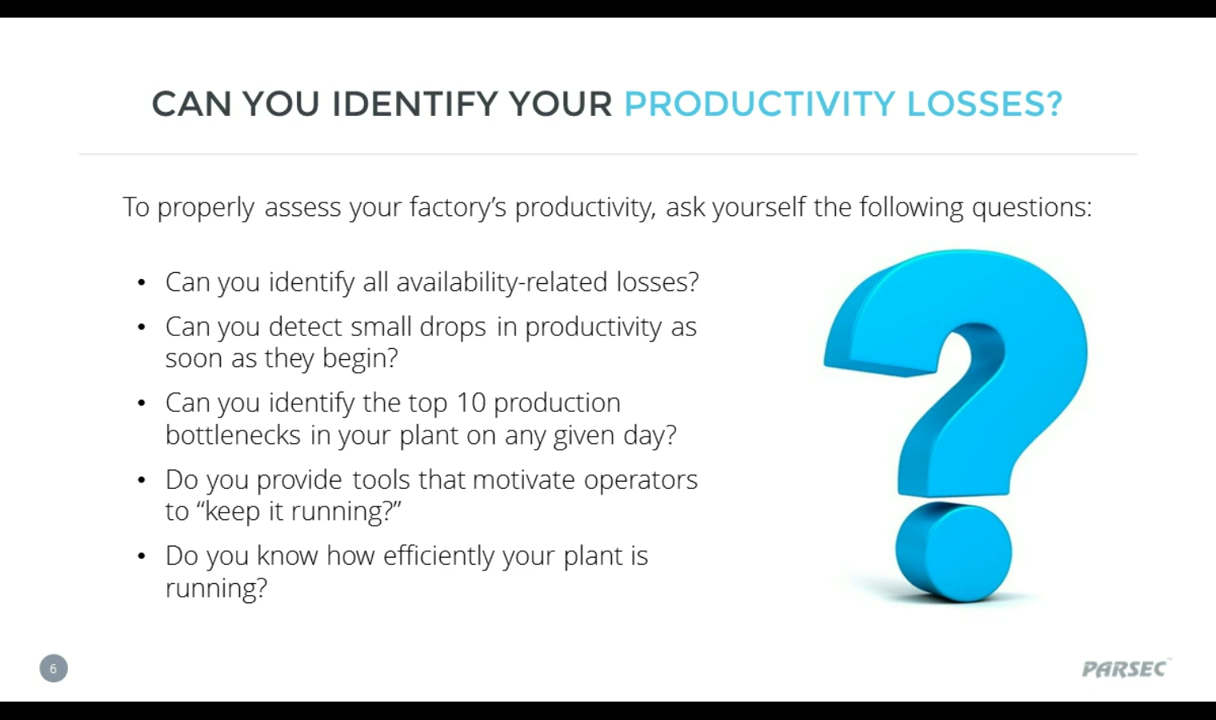 CAN YOU IDENTIFY YOUR PRODUCTIVITY LOSSES?
To properly assess your factory’s productivity, ask yourself the following questions:
• Can you identify all availability-related losses?
• Can you detect small drops in productivity as
soon as they begin?
• Can you identify the top 10 production
bottlenecks in your plant on any given day?
• Do you provide tools that motivate operators
to “keep it running?”
• Do you know how efficiently your plant is
running?
6
PARSEC™